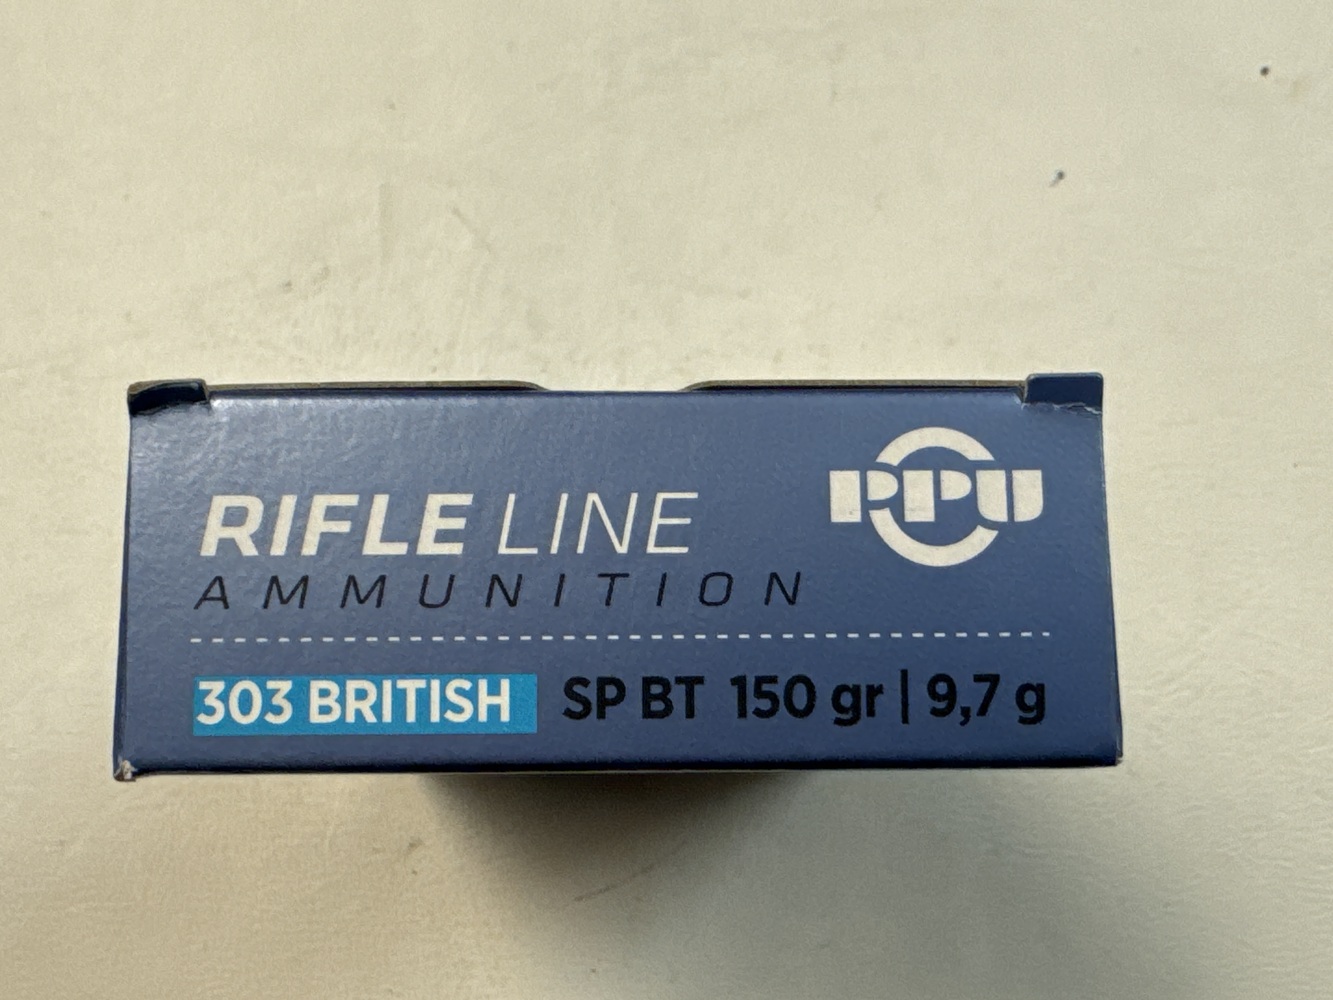 PPU
RIFLE LINE
AMMUNITION
303 BRITISH SP BT 150 gr | 9,7 g